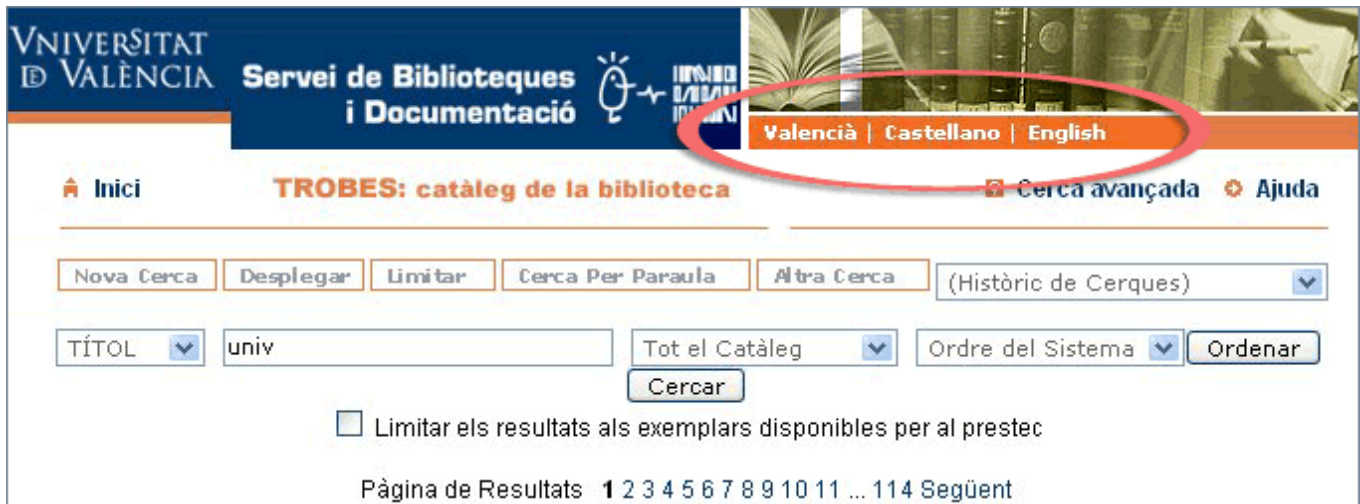 VNIVERSITAT
ID VALÈNCIA
Servei de Biblioteques
i Documentació
Valencià | Castellano | English
Inici
TROBES: catàleg de la biblioteca
Cerca avançada
Ajuda
Nova Cerca
Desplegar
Limitar
Cerca Per Paraula
Altra Cerca
(Històric de Cerques)
TÍTOL
univ
Tot el Catàleg
Ordre del Sistema
Ordenar
Cercar
Limitar els resultats als exemplars disponibles per al prestec
Pàgina de Resultats 1 2 3 4 5 6 7 8 9 10 11 ... 114 Següent